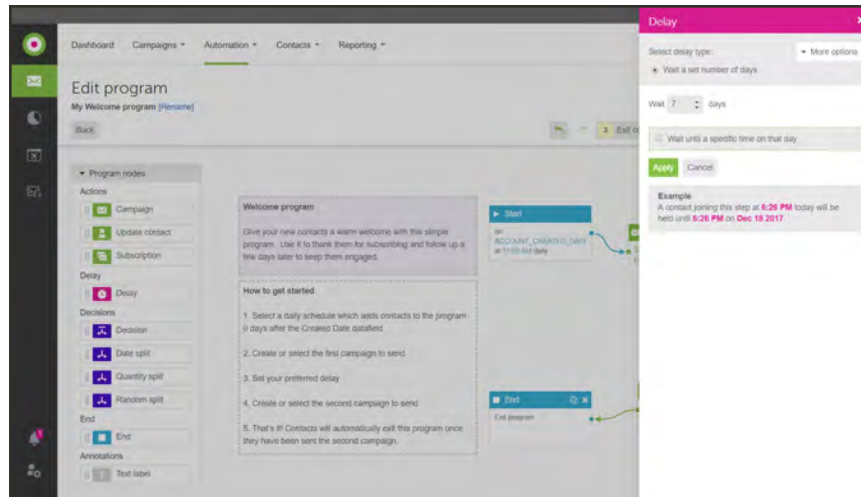 Delay
Dashboard Campaigns Automation Contacts Reporting
Select delay type:
More options
Wait a set number of days
Edit program
My Welcome program [Rename]
Wait 7 days
Back
Wait until a specific time on that day
Apply Cancel
Program nodes
Actions
Campaign
Update contact
Subscription
Delay
Delay
Decisions
Decision
Date split
Quantity split
Random split
End
End
Annotations
Text label
Welcome program
Give your new contacts a warm welcome with this simple
program. Use it to thank them for subscribing and follow up a
few days later to keep them engaged.
How to get started
1. Select a daily schedule which adds contacts to the program
0 days after the Created Date datafield
2. Create or select the first campaign to send
3. Set your preferred delay
4. Create or select the second campaign to send
5. That's it! Contacts will automatically exit this program once
they have been sent the second campaign.
Start
on
ACCOUNT_CREATED_DATE
daily
End
Exit program
Example
A contact joining this step at 6:26 PM today will be
held until 6:26 PM on Dec 18 2017